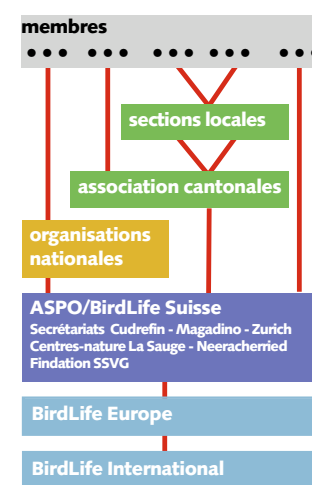 membres
sections locales
association cantonales
organisations
nationales
ASPO/BirdLife Suisse
Secrétariats Cudrefin - Magadino - Zurich
Centres-nature La Sauge - Neeracherried
Findation SSVG
BirdLife Europe
BirdLife International